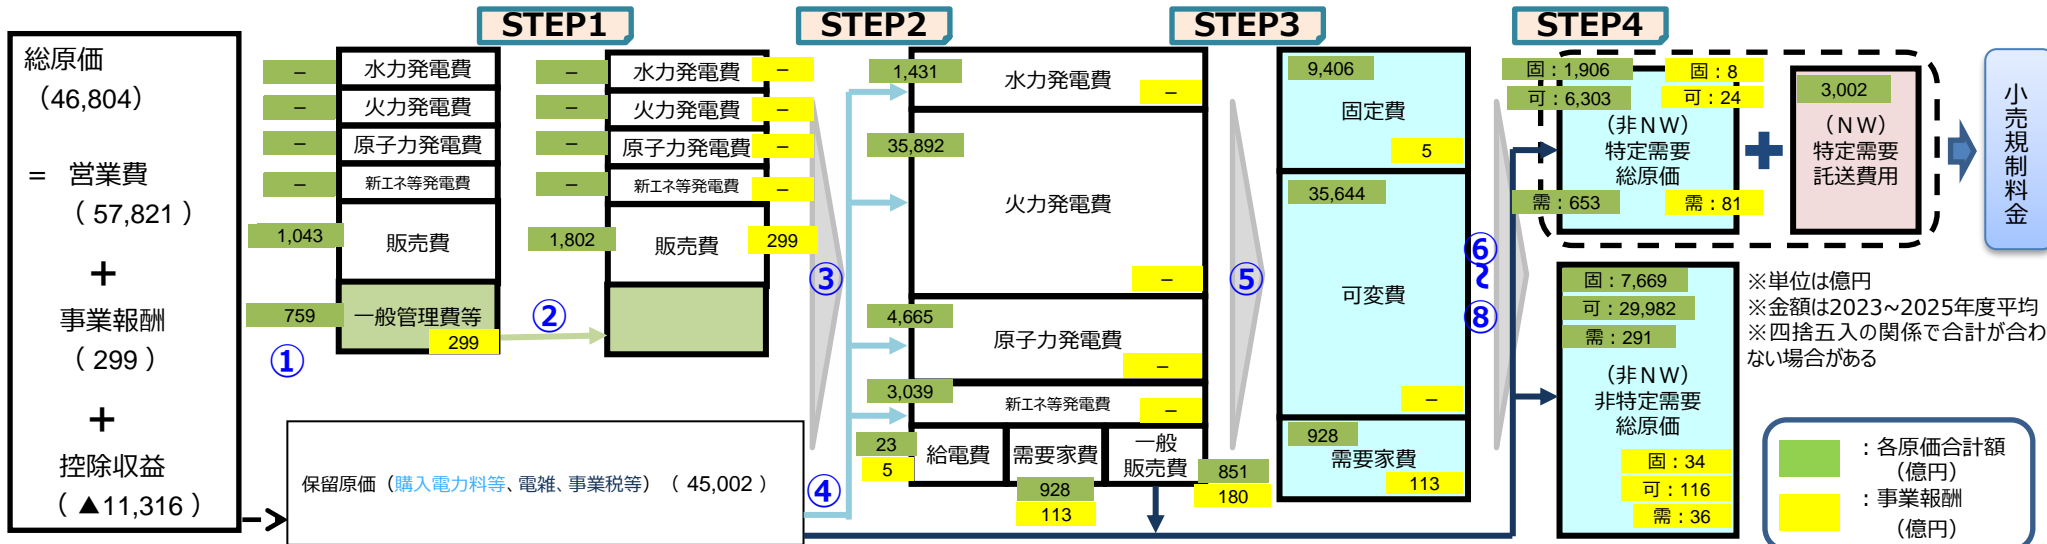 STEP1
STEP2
STEP3
STEP4
総原価
（46,804）
= 営業費
（ 57,821 ）
+
事業報酬
（ 299 ）
+
控除収益
（ ▲11,316 ）
–
水力発電費
–
火力発電費
–
原子力発電費
–
新エネ等発電費
1,043
販売費
759
一般管理費等
299
①
②
–
水力発電費
–
–
火力発電費
–
–
原子力発電費
–
–
新エネ等発電費
–
1,802
販売費
299
保留原価（購入電力料等、電雑、事業税等）（ 45,002 ）
③
④
1,431
水力発電費
–
35,892
火力発電費
–
4,665
原子力発電費
–
3,039
新エネ等発電費
–
23
5
給電費
需要家費
928
113
一般
販売費
851
180
⑤
9,406
固定費
5
35,644
可変費
–
928
需要家費
113
⑥
~
⑧
固：1,906
固：8
可：6,303
可：24
（非ＮＷ）
特定需要
総原価
需：653
需：81
+
3,002
（ＮＷ）
特定需要
託送費用
小売規制料金
固：7,669
可：29,982
需：291
（非ＮＷ）
非特定需要
総原価
固：34
可：116
需：36
※単位は億円
※金額は2023~2025年度平均
※四捨五入の関係で合計が合わ
ない場合がある
：各原価合計額
（億円）
：事業報酬
（億円）